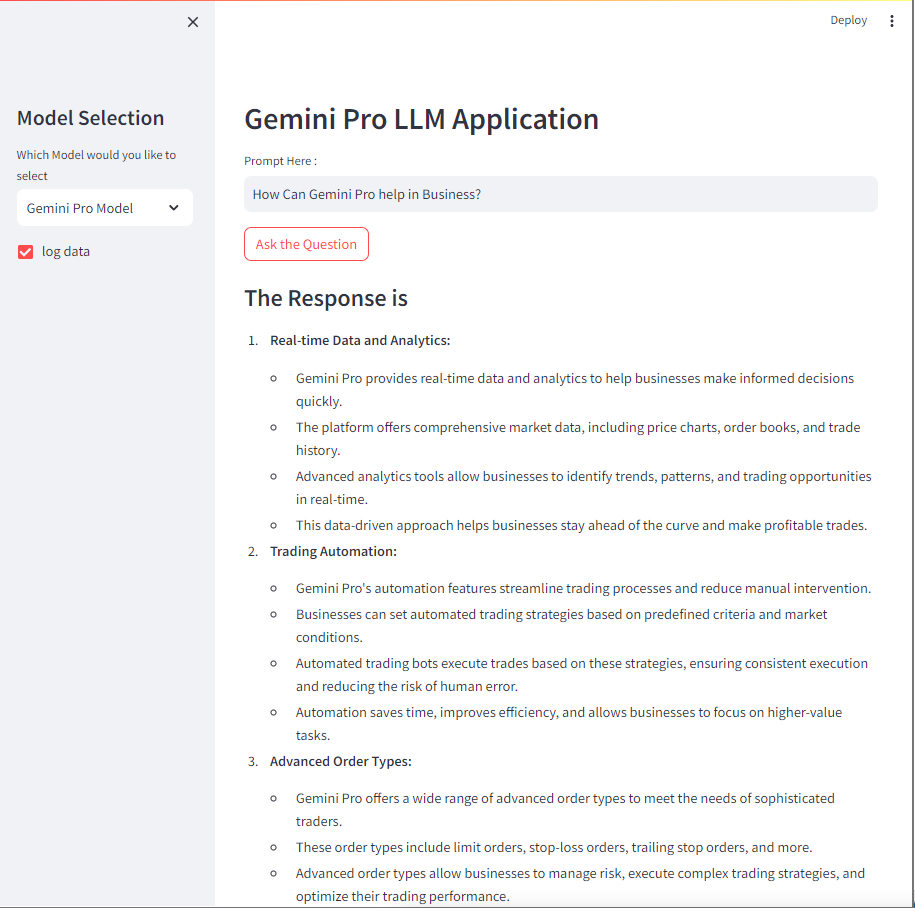 Deploy
Model Selection
Which Model would you like to
select
Gemini Pro Model
log data
Gemini Pro LLM Application
Prompt Here :
How Can Gemini Pro help in Business?
Ask the Question
The Response is
1. Real-time Data and Analytics:
Gemini Pro provides real-time data and analytics to help businesses make informed decisions
quickly.
The platform offers comprehensive market data, including price charts, order books, and trade
history.
Advanced analytics tools allow businesses to identify trends, patterns, and trading opportunities
in real-time.
This data-driven approach helps businesses stay ahead of the curve and make profitable trades.
2. Trading Automation:
Gemini Pro's automation features streamline trading processes and reduce manual intervention.
Businesses can set automated trading strategies based on predefined criteria and market
conditions.
Automated trading bots execute trades based on these strategies, ensuring consistent execution
and reducing the risk of human error.
Automation saves time, improves efficiency, and allows businesses to focus on higher-value
tasks.
3. Advanced Order Types:
Gemini Pro offers a wide range of advanced order types to meet the needs of sophisticated
traders.
These order types include limit orders, stop-loss orders, trailing stop orders, and more.
Advanced order types allow businesses to manage risk, execute complex trading strategies, and
optimize their trading performance.